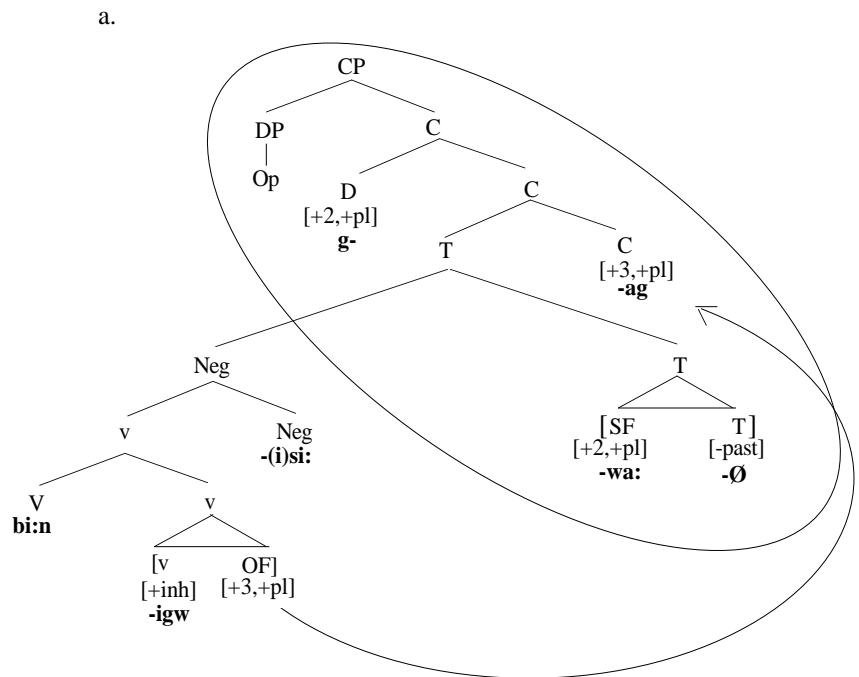 a.
CP
DP C
Op
D C
[+2,+pl]
g-
T C
[+3,+pl]
-ag
Neg T
v Neg [SF T]
-(i)si: [+2,+pl] [-past]
-wa: -Ø
V v
bi:n
[v OF]
[+inh] [+3,+pl]
-igw